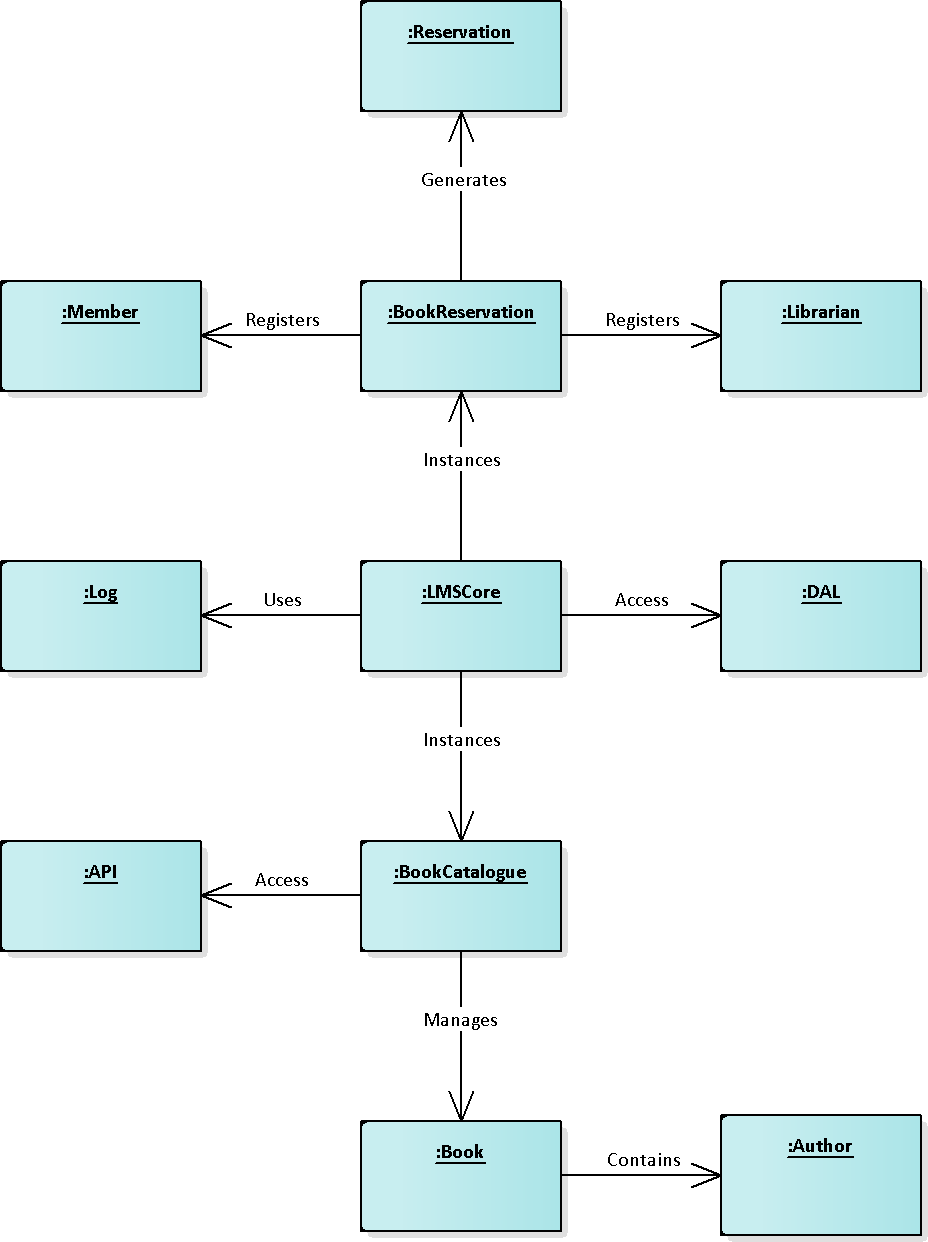 :Reservation
Generates
:Member
Registers
:BookReservation
Registers
:Librarian
Instances
:Log
Uses
:LMSCore
Access
:DAL
Instances
:API
Access
:BookCatalogue
Manages
:Book
Contains
:Author